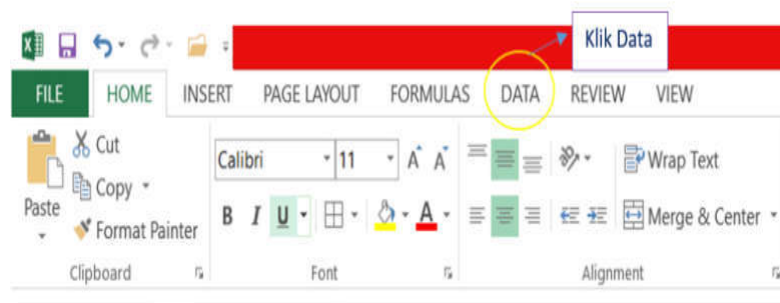 Klik Data
FILE HOME INSERT PAGE LAYOUT FORMULAS DATA REVIEW VIEW
Cut
Copy
Format Painter
Paste
Clipboard
Calibri 11 A A
B I U A
Font
Wrap Text
Merge & Center
Alignment